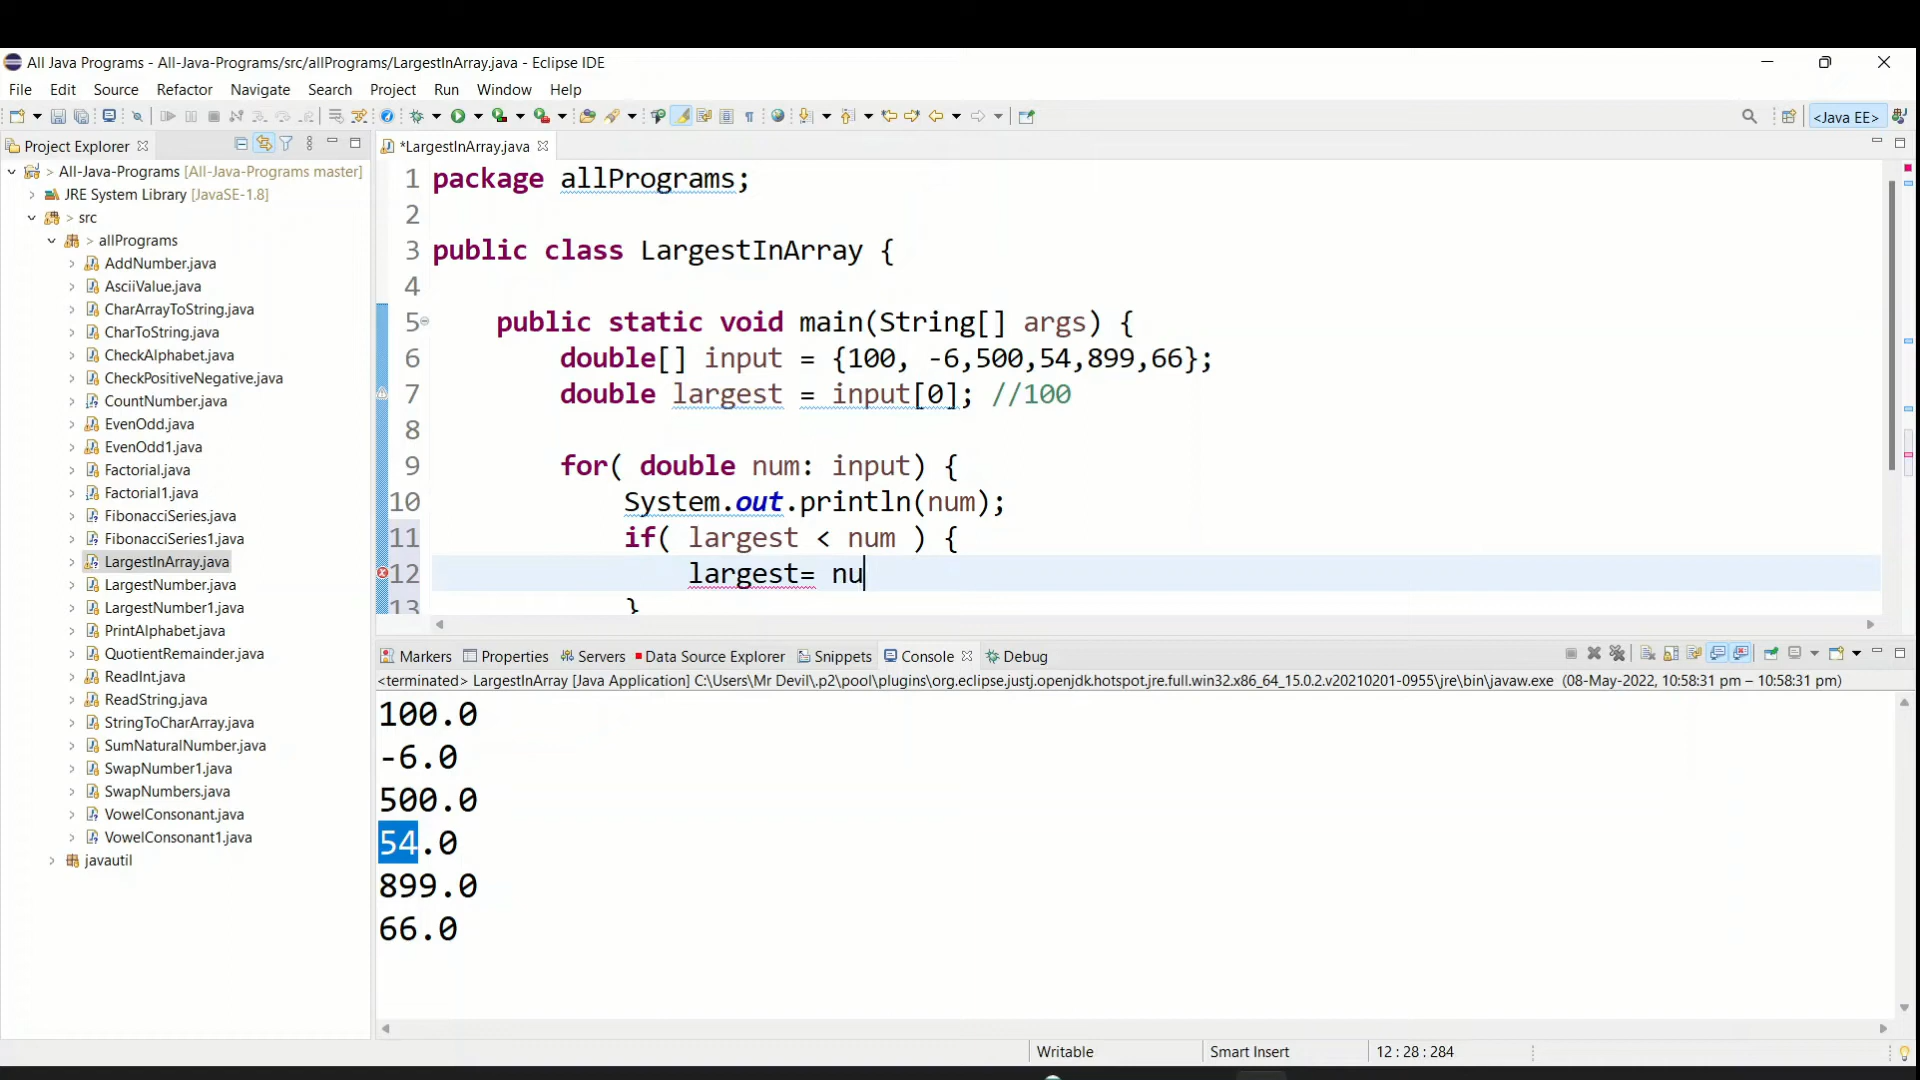 All Java Programs - All-Java-Programs/src/allPrograms/LargestInArray.java - Eclipse IDE
File Edit Source Refactor Navigate Search Project Run Window Help
<Java EE>
Project Explorer
> All-Java-Programs [All-Java-Programs master]
JRE System Library [JavaSE-1.8]
> src
> allPrograms
AddNumber.java
AsciiValue.java
CharArrayToString.java
CharToString.java
CheckAlphabet.java
CheckPositiveNegative.java
CountNumber.java
EvenOdd.java
EvenOdd1.java
Factorial.java
Factorial1.java
FibonacciSeries.java
FibonacciSeries1.java
LargestInArray.java
LargestNumber.java
LargestNumber1.java
PrintAlphabet.java
QuotientRemainder.java
ReadInt.java
ReadString.java
StringToCharArray.java
SumNaturalNumber.java
SwapNumber1.java
SwapNumbers.java
VowelConsonant.java
VowelConsonant1.java
javautil
*LargestInArray.java
1 package allPrograms;
2
3 public class LargestInArray {
4
5 public static void main(String[] args) {
6 double[] input = {100, -6,500,54,899,66};
7 double largest = input[0]; //100
8
9 for( double num: input) {
10 System.out.println(num);
11 if( largest < num ) {
12 largest= nu
13 }
Markers Properties Servers Data Source Explorer Snippets Console Debug
<terminated> LargestInArray [Java Application] C:\Users\Mr Devil\.p2\pool\plugins\org.eclipse.justj.openjdk.hotspot.jre.full.win32.x86_64_15.0.2.v20210201-0955\jre\bin\javaw.exe (08-May-2022, 10:58:31 pm – 10:58:31 pm)
100.0
-6.0
500.0
54.0
899.0
66.0
Writable Smart Insert 12 : 28 : 284